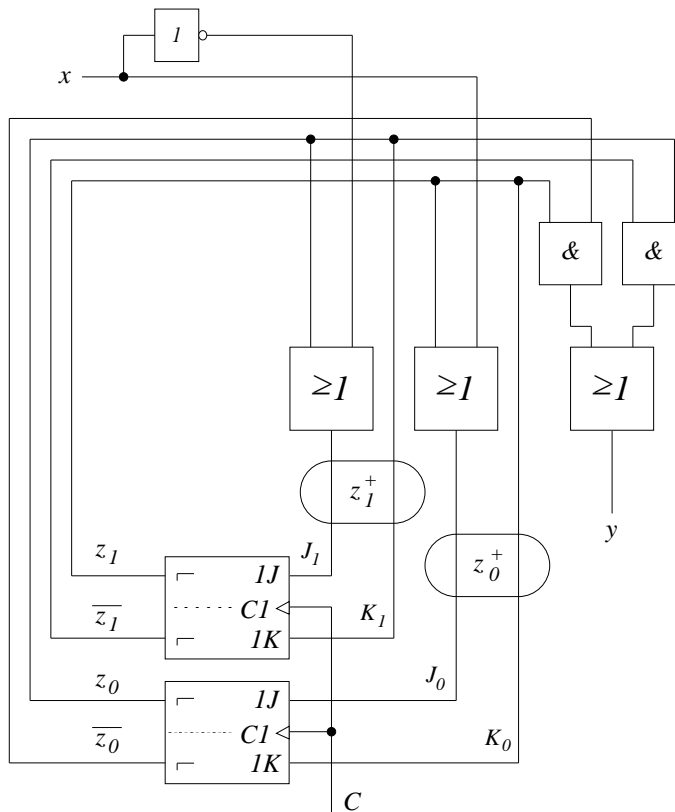 1
x
& &
≥1 ≥1 ≥1
z₁⁺
y
z₀⁺
z₁ J₁
1J
C1
z̅₁ K₁
1K
z₀ J₀
1J
C1
z̅₀ K₀
1K
C